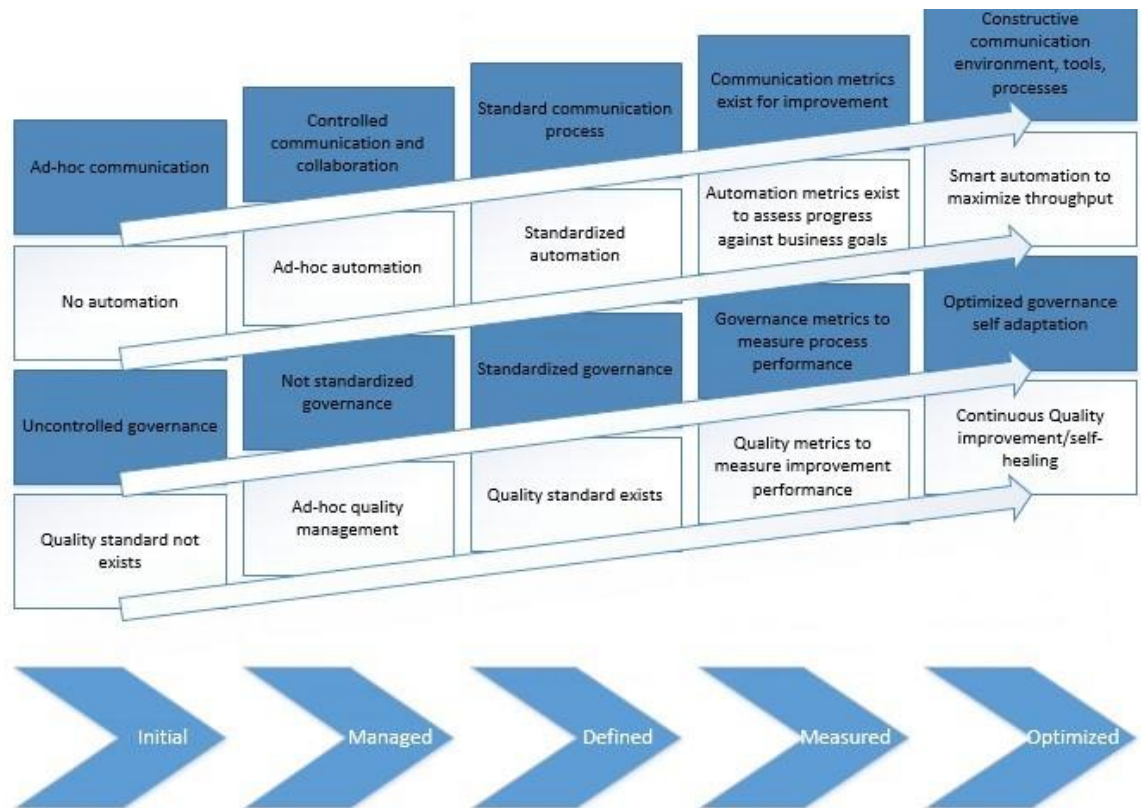 Ad-hoc communication
No automation
Uncontrolled governance
Quality standard not
exists
Controlled
communication and
collaboration
Ad-hoc automation
Not standardized
governance
Ad-hoc quality
management
Standard communication
process
Standardized
automation
Standardized governance
Quality standard exists
Communication metrics
exist for improvement
Automation metrics exist
to assess progress
against business goals
Governance metrics to
measure process
performance
Quality metrics to
measure improvement
performance
Constructive
communication
environment, tools,
processes
Smart automation to
maximize throughput
Optimized governance
self adaptation
Continuous Quality
improvement/self-
healing
Initial
Managed
Defined
Measured
Optimized